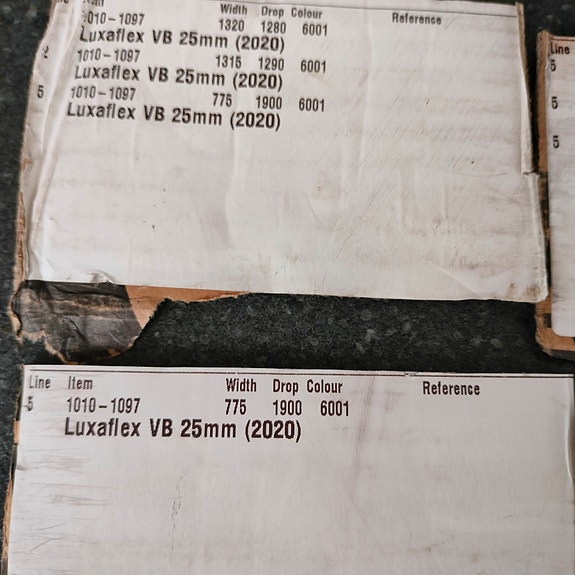 Width Drop Colour Reference
010-1097 1320 1280 6001
Luxaflex VB 25mm (2020)
2 1010-1097 1315 1290 6001
Luxaflex VB 25mm (2020)
5 1010-1097 775 1900 6001
Luxaflex VB 25mm (2020)
Line
5
5
5
Line Item Width Drop Colour Reference
5 1010-1097 775 1900 6001
Luxaflex VB 25mm (2020)